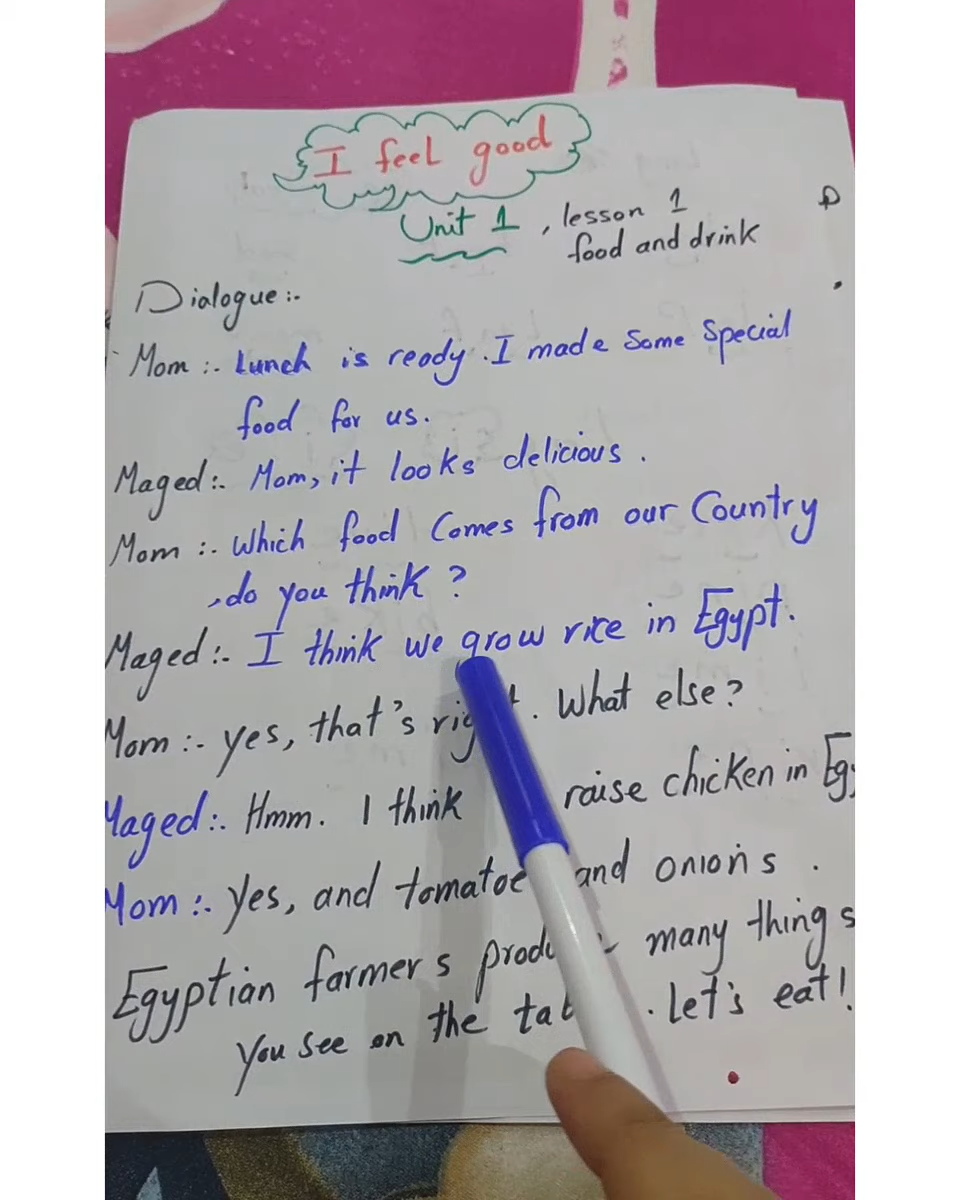 I feel good
Unit 1 , lesson 1
food and drink
Dialogue :-
Mom :- Lunch is ready . I made some special
food for us .
Maged :- Mom, it looks delicious .
Mom :- which food comes from our Country
, do you think ?
Maged :- I think we grow rice in Egypt .
Mom :- yes, that's . What else ?
Maged :- Hmm. I think raise chicken in
Mom :- Yes, and and onions .
Egyptian farmers many things
you see on the . Let's eat !